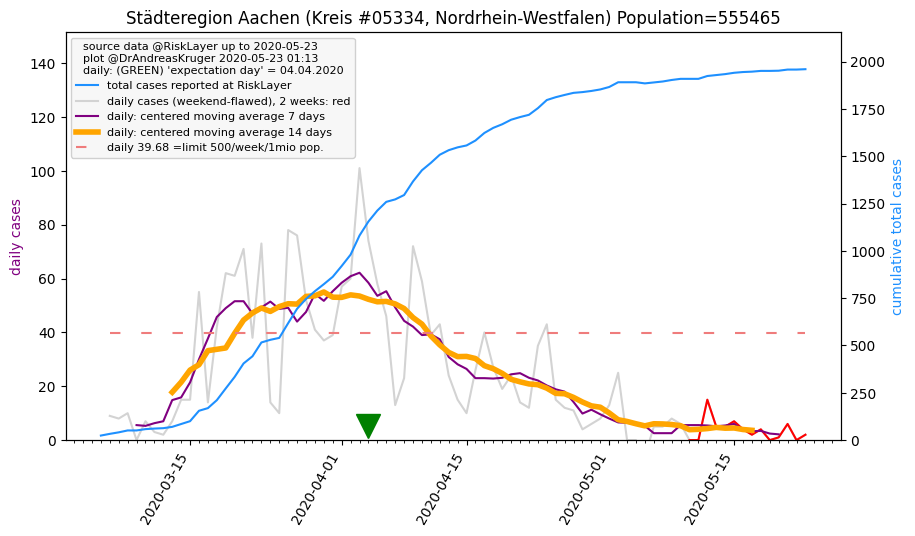 Städteregion Aachen (Kreis #05334, Nordrhein-Westfalen) Population=555465
source data @RiskLayer up to 2020-05-23
plot @DrAndreasKruger 2020-05-23 01:13
daily: (GREEN) 'expectation day' = 04.04.2020
total cases reported at RiskLayer
daily cases (weekend-flawed), 2 weeks: red
daily: centered moving average 7 days
daily: centered moving average 14 days
daily 39.68 =limit 500/week/1mio pop.
daily cases
140
120
100
80
60
40
20
0
cumulative total cases
2000
1750
1500
1250
1000
750
500
250
0
2020-03-15
2020-04-01
2020-04-15
2020-05-01
2020-05-15